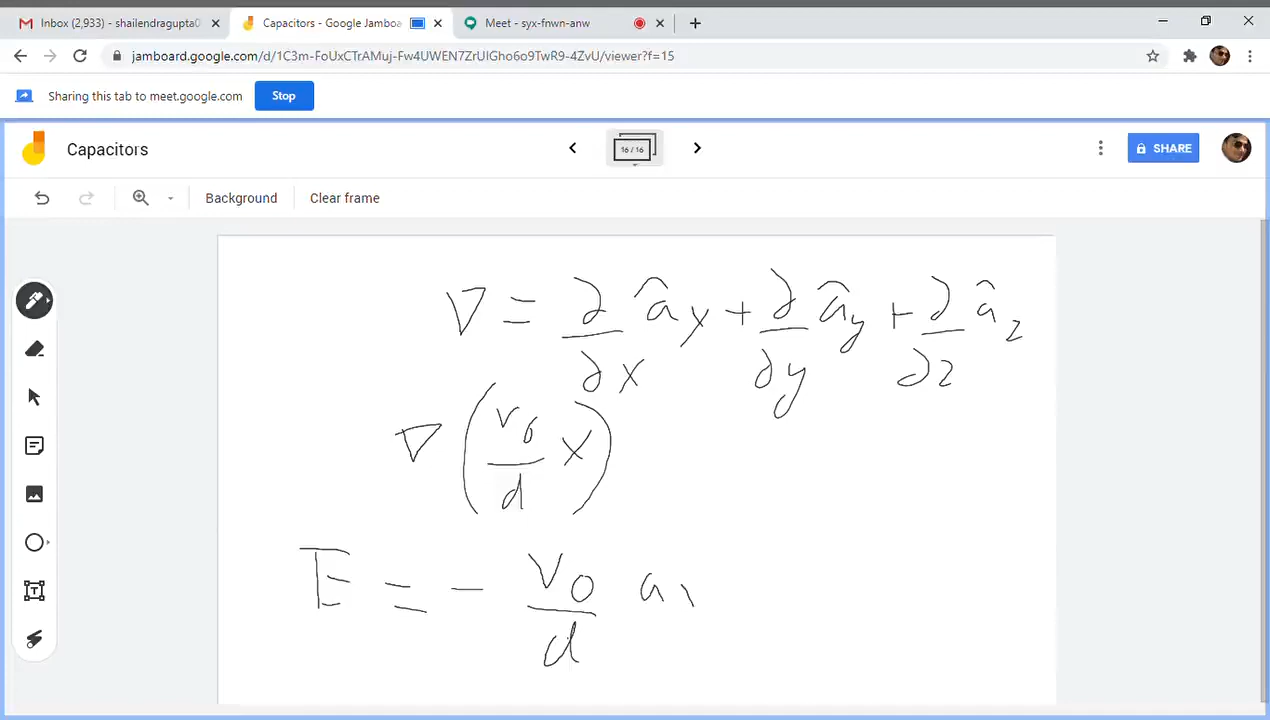 Inbox (2,933) - shailendragupta0
Capacitors - Google Jamboa
Meet - syx-fnwn-anw
jamboard.google.com/d/1C3m-FoUxCTrAMuj-Fw4UWEN7ZrUIGho6o9TwR9-4ZvU/viewer?f=15
Sharing this tab to meet.google.com Stop
Capacitors
16 / 16
SHARE
Background Clear frame
∇ = ∂/∂x âx + ∂/∂y ây + ∂/∂z âz
∇ (V0/d x)
E = - V0/d a